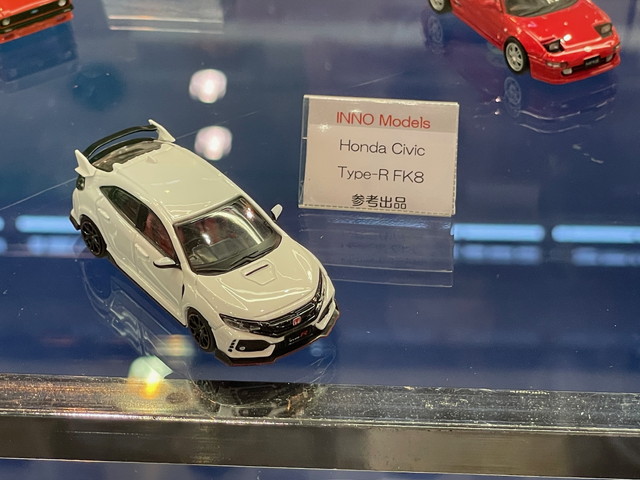 INNO Models
Honda Civic
Type-R FK8
参考出品